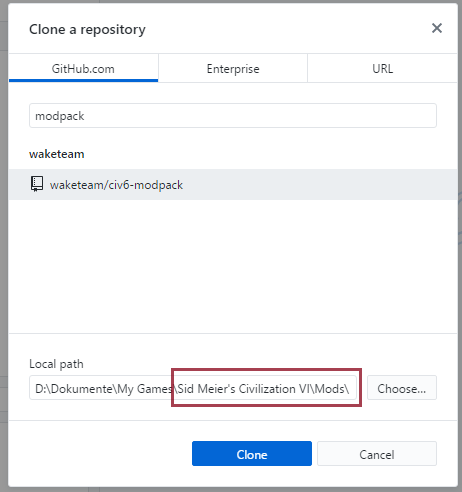 Clone a repository
GitHub.com Enterprise URL
modpack
waketeam
waketeam/civ6-modpack
Local path
D:\Dokumente\My Games\Sid Meier's Civilization VI\Mods\ Choose...
Clone Cancel